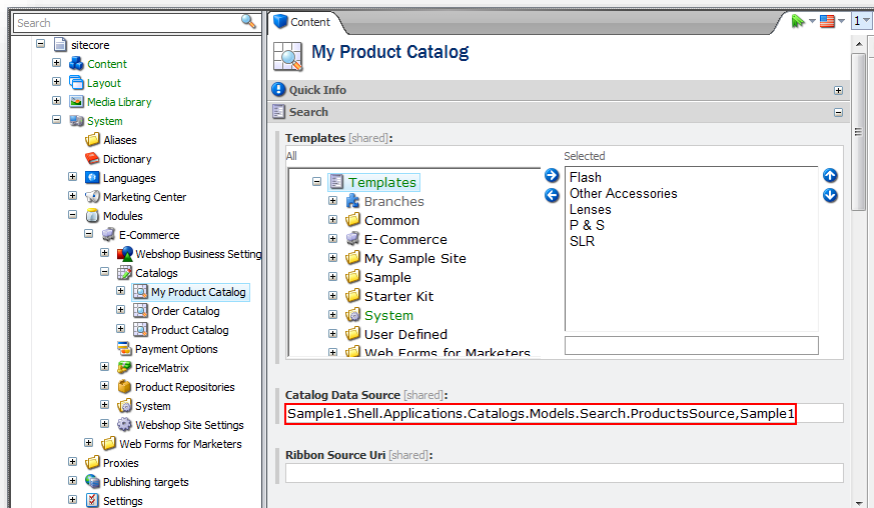 Search
sitecore
Content
Layout
Media Library
System
Aliases
Dictionary
Languages
Marketing Center
Modules
E-Commerce
Webshop Business Setting
Catalogs
My Product Catalog
Order Catalog
Product Catalog
Payment Options
PriceMatrix
Product Repositories
System
Webshop Site Settings
Web Forms for Marketers
Proxies
Publishing targets
Settings
Content
1
My Product Catalog
Quick Info
Search
Templates [shared]:
All
Templates
Branches
Common
E-Commerce
My Sample Site
Sample
Starter Kit
System
User Defined
Web Forms for Marketers
Selected
Flash
Other Accessories
Lenses
P & S
SLR
Catalog Data Source [shared]:
Sample1.Shell.Applications.Catalogs.Models.Search.ProductsSource,Sample1
Ribbon Source Uri [shared]: